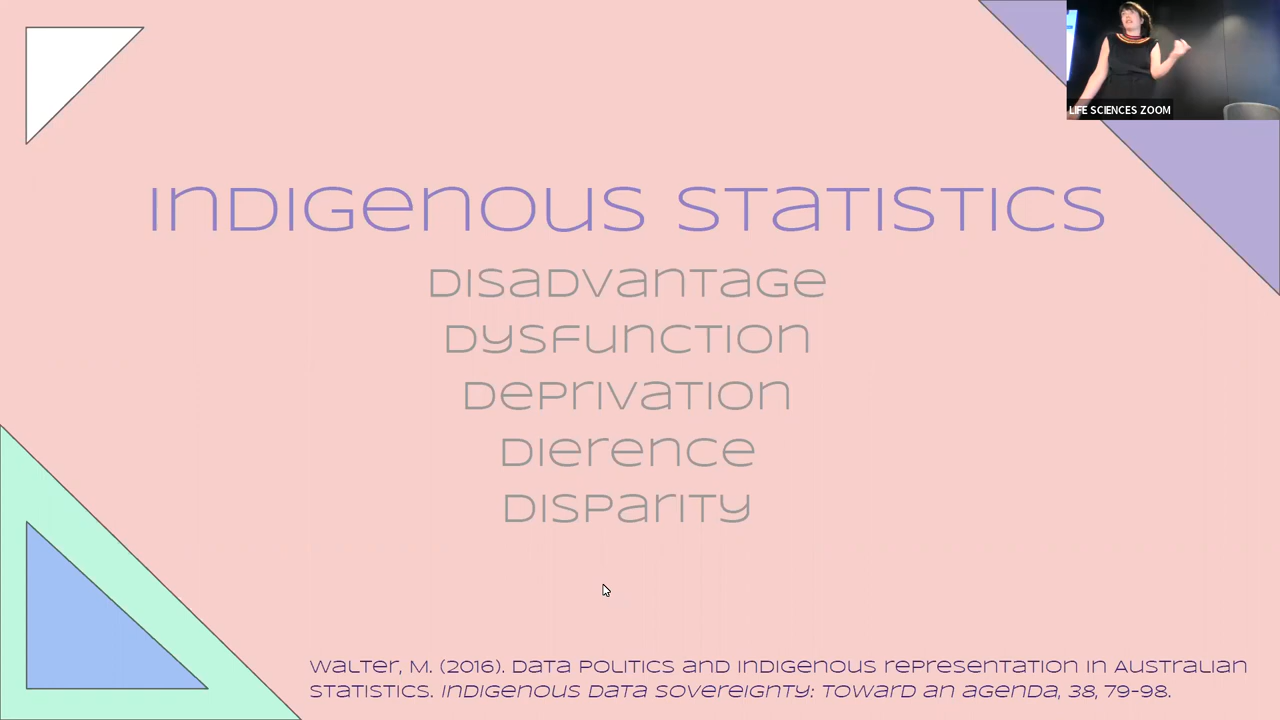 LIFE SCIENCES ZOOM
Indigenous Statistics
Disadvantage
Dysfunction
Deprivation
Dierence
Disparity
Walter, M. (2016). Data politics and Indigenous representation in Australian
statistics. Indigenous data sovereignty: Toward an agenda, 38, 79-98.